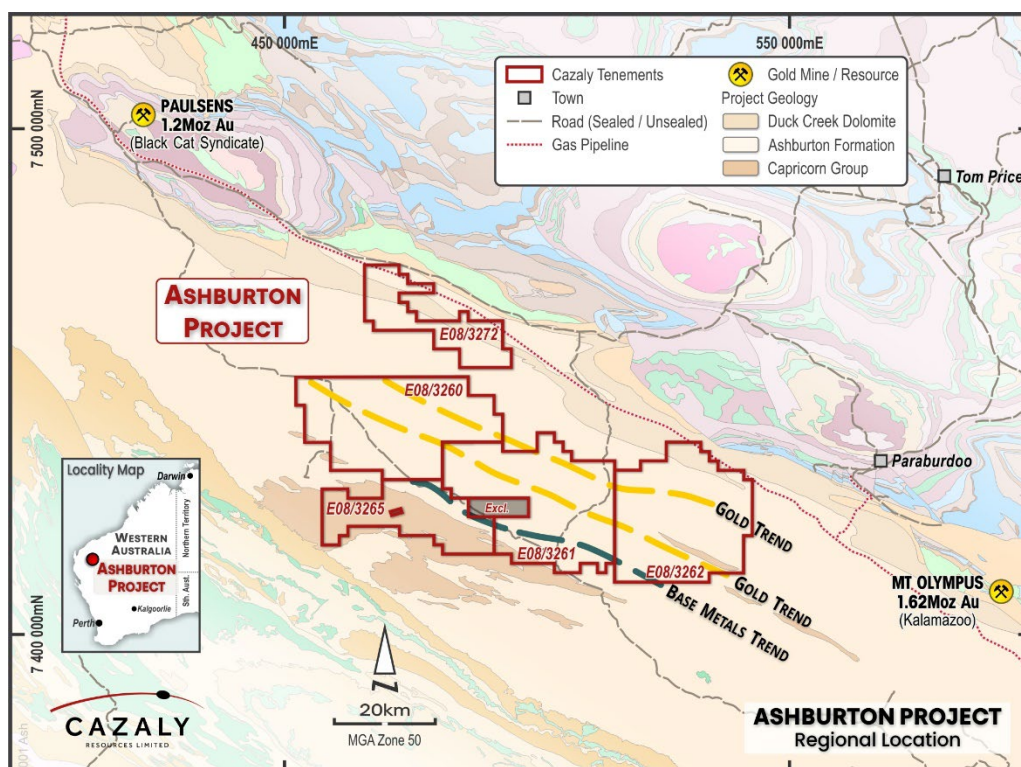 450 000mE
550 000mE
7 500 000mN
7 400 000mN
PAULSENS
1.2Moz Au
(Black Cat Syndicate)
Cazaly Tenements
Town
Road (Sealed / Unsealed)
Gas Pipeline
Gold Mine / Resource
Project Geology
Duck Creek Dolomite
Ashburton Formation
Capricorn Group
Tom Price
ASHBURTON
PROJECT
E08/3272
E08/3260
Paraburdoo
E08/3265
Excl.
E08/3261
E08/3262
GOLD TREND
GOLD TREND
BASE METALS TREND
MT. OLYMPUS
1.62Moz Au
(Kalamazoo)
Locality Map
Darwin
Northern Territory
WESTERN
AUSTRALIA
ASHBURTON
PROJECT
Sth. Aust.
Kalgoorlie
Perth
CAZALY
RESOURCES LIMITED
N
20km
MGA Zone 50
ASHBURTON PROJECT
Regional Location